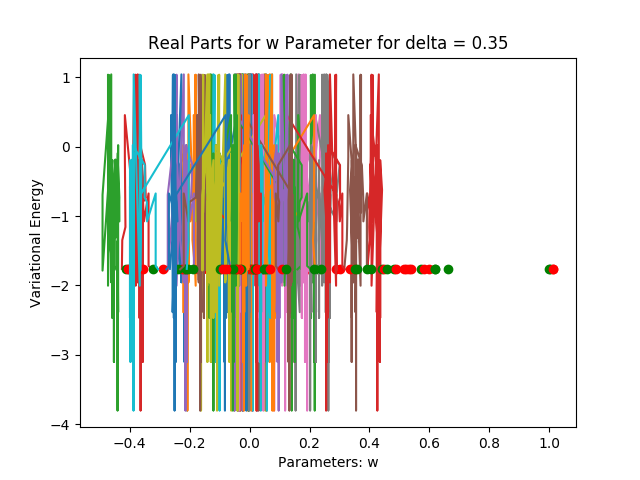 Real Parts for w Parameter for delta = 0.35
Variational Energy
1
0
−1
−2
−3
−4
−0.4 −0.2 0.0 0.2 0.4 0.6 0.8 1.0
Parameters: w